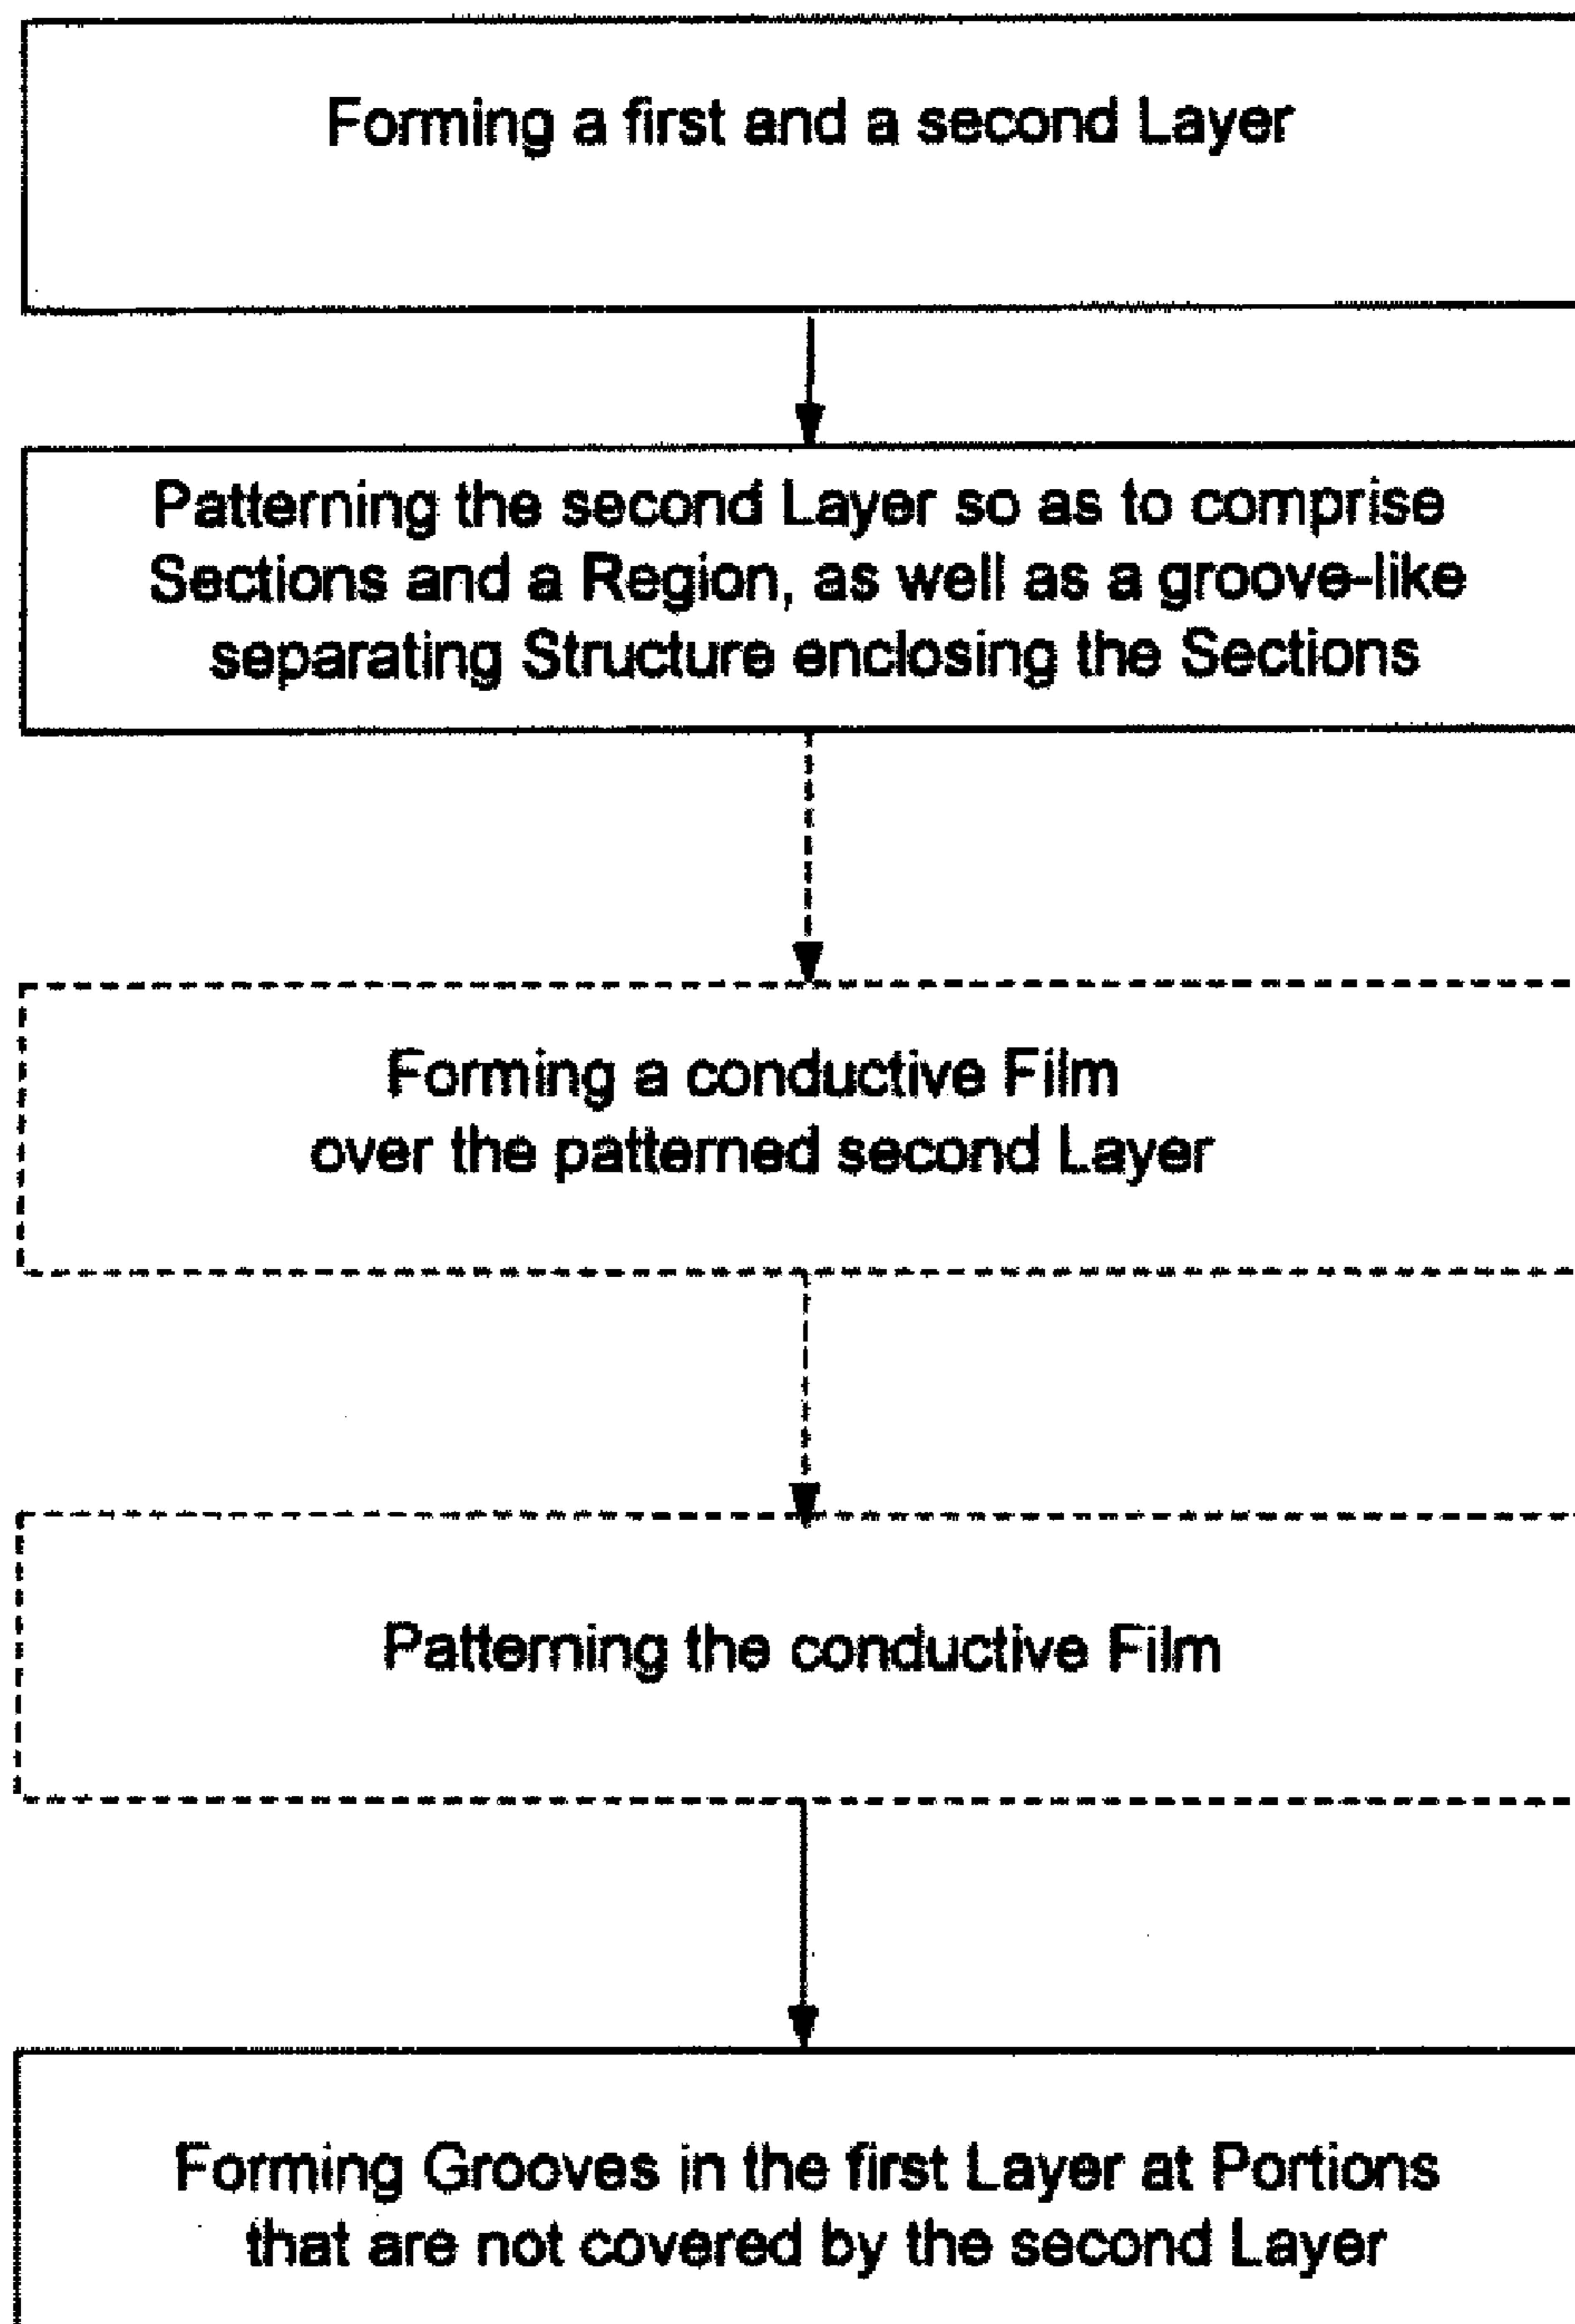 Forming a first and a second Layer
Patterning the second Layer so as to comprise
Sections and a Region, as well as a groove-like
separating Structure enclosing the Sections
Forming a conductive Film
over the patterned second Layer
Patterning the conductive Film
Forming Grooves in the first Layer at Portions
that are not covered by the second Layer